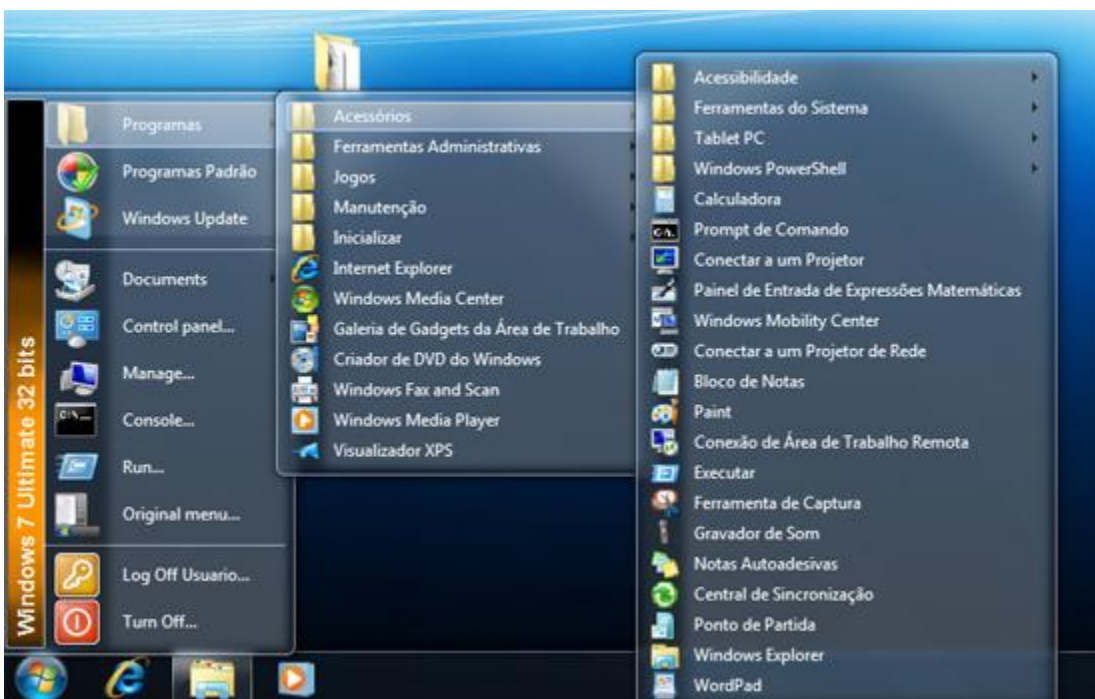 Windows 7 Ultimate 32 bits
Programas
Programas Padrão
Windows Update
Documents
Control panel...
Manage...
Console...
Run...
Original menu...
Log Off Usuario...
Turn Off...
Acessórios
Ferramentas Administrativas
Jogos
Manutenção
Inicializar
Internet Explorer
Windows Media Center
Galeria de Gadgets da Área de Trabalho
Criador de DVD do Windows
Windows Fax and Scan
Windows Media Player
Visualizador XPS
Acessibilidade
Ferramentas do Sistema
Tablet PC
Windows PowerShell
Calculadora
Prompt de Comando
Conectar a um Projetor
Painel de Entrada de Expressões Matemáticas
Windows Mobility Center
Conectar a um Projetor de Rede
Bloco de Notas
Paint
Conexão de Área de Trabalho Remota
Executar
Ferramenta de Captura
Gravador de Som
Notas Autoadesivas
Central de Sincronização
Ponto de Partida
Windows Explorer
WordPad